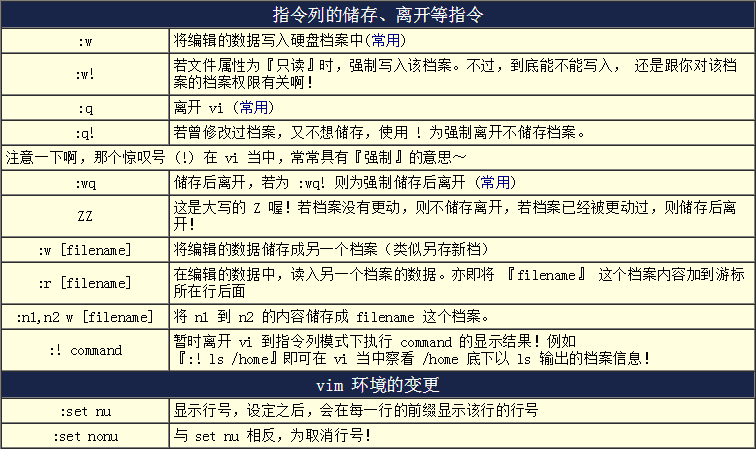 指令列的储存、离开等指令
:w 将编辑的数据写入硬盘档案中(常用)
:w! 若文件属性为『只读』时，强制写入该档案。不过，到底能不能写入， 还是跟你对该档
案的档案权限有关啊！
:q 离开 vi (常用)
:q! 若曾修改过档案，又不想储存，使用 ! 为强制离开不储存档案。
注意一下啊，那个惊叹号 (!) 在 vi 当中，常常具有『强制』的意思～
:wq 储存后离开，若为 :wq! 则为强制储存后离开 (常用)
ZZ 这是大写的 Z 喔！若档案没有更动，则不储存离开，若档案已经被更动过，则储存后离
开！
:w [filename] 将编辑的数据储存成另一个档案（类似另存新档）
:r [filename] 在编辑的数据中，读入另一个档案的数据。亦即将 『filename』 这个档案内容加到游标
所在行后面
:n1,n2 w [filename] 将 n1 到 n2 的内容储存成 filename 这个档案。
:! command 暂时离开 vi 到指令列模式下执行 command 的显示结果！例如
『:! ls /home』即可在 vi 当中察看 /home 底下以 ls 输出的档案信息！
vim 环境的变更
:set nu 显示行号，设定之后，会在每一行的前缀显示该行的行号
:set nonu 与 set nu 相反，为取消行号！